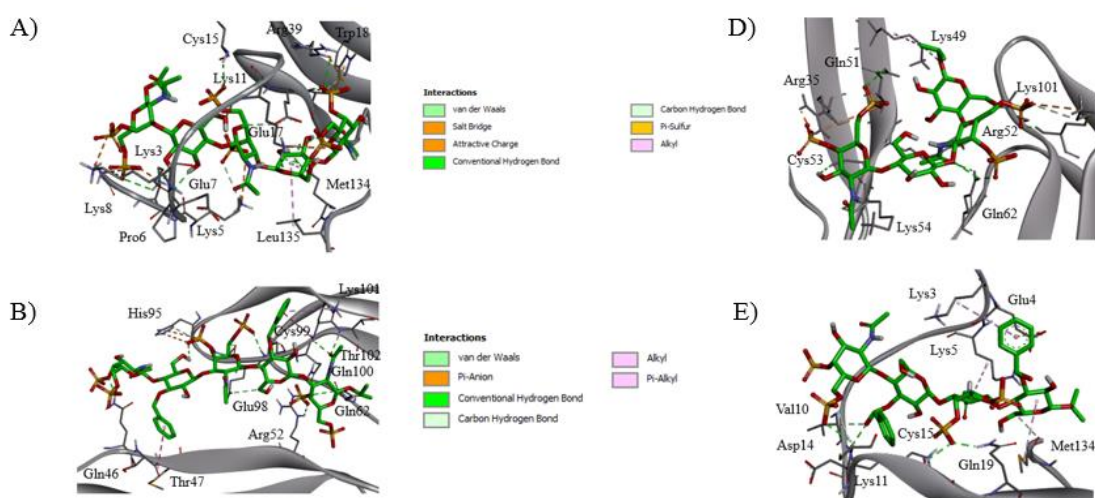 A)
Cys15
Arg39
Trp18
Lys11
Glu17
Lys3
Glu7
Met134
Lys8
Lys5
Pro6
Leu135
Interactions
van der Waals
Salt Bridge
Attractive Charge
Conventional Hydrogen Bond
Carbon Hydrogen Bond
Pi-Sulfur
Alkyl
D)
Lys49
Gln51
Arg35
Lys101
Arg52
Cys53
Gln62
Lys54
B)
Lys101
His95
Cys99
Thr102
Gln100
Glu98
Gln62
Arg52
Gln46
Thr47
Interactions
van der Waals
Pi-Anion
Conventional Hydrogen Bond
Carbon Hydrogen Bond
Alkyl
Pi-Alkyl
E)
Lys3
Glu4
Lys5
Val10
Cys15
Asp14
Met134
Gln19
Lys11